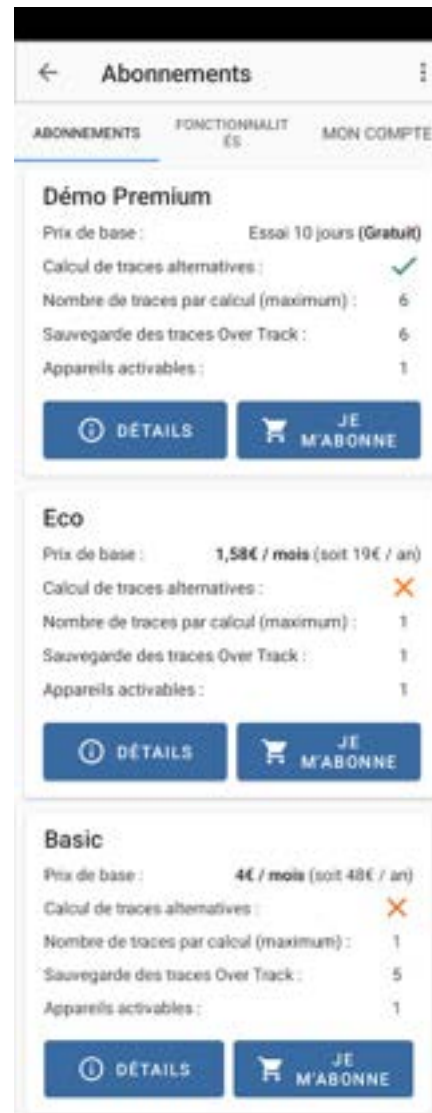 Abonnements
ABONNEMENTS
FONCTIONNALIT
ÉS
MON COMPTE
Démo Premium
Prix de base : Essai 10 jours (Gratuit)
Calcul de traces alternatives :
Nombre de traces par calcul (maximum) : 6
Sauvegarde des traces Over Track : 6
Appareils activables : 1
DÉTAILS
JE
M'ABONNE
Eco
Prix de base : 1,58€ / mois (soit 19€ / an)
Calcul de traces alternatives :
Nombre de traces par calcul (maximum) : 1
Sauvegarde des traces Over Track : 1
Appareils activables : 1
DÉTAILS
JE
M'ABONNE
Basic
Prix de base : 4€ / mois (soit 48€ / an)
Calcul de traces alternatives :
Nombre de traces par calcul (maximum) : 1
Sauvegarde des traces Over Track : 5
Appareils activables : 1
DÉTAILS
JE
M'ABONNE